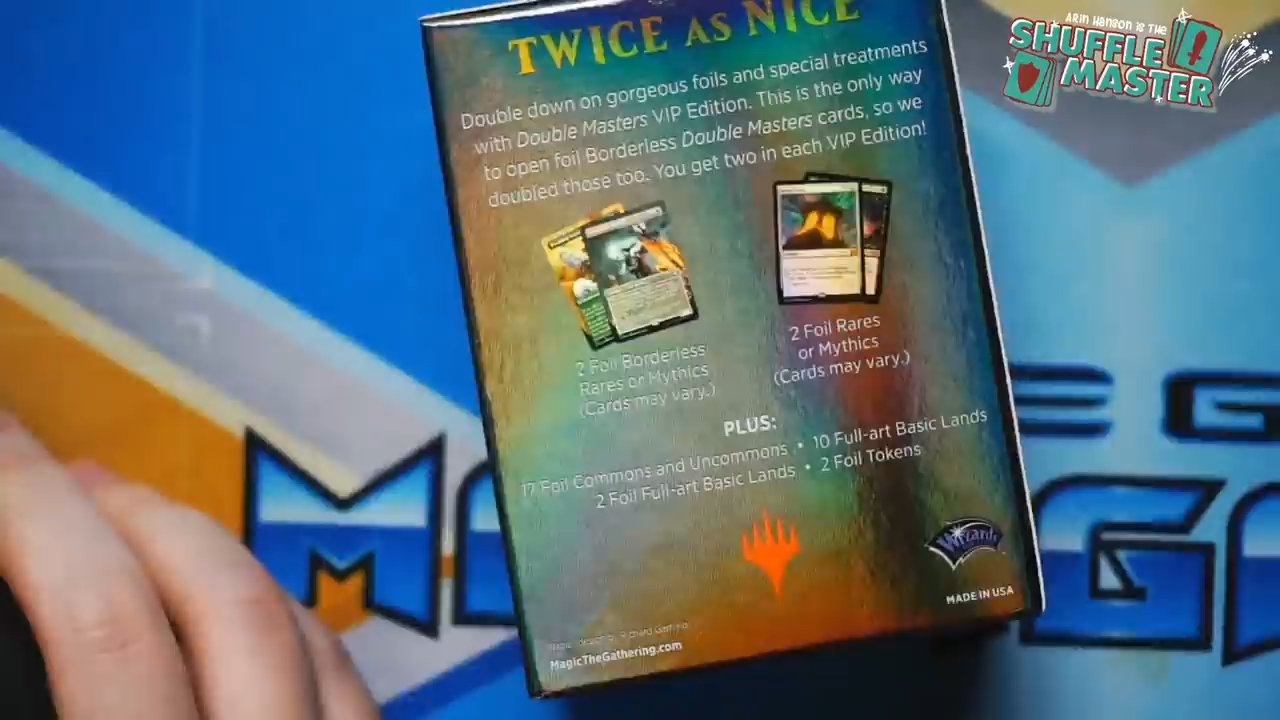 ARIN HANSON IS THE
SHUFFLE
MASTER
TWICE AS NICE
Double down on gorgeous foils and special treatments
with Double Masters VIP Edition. This is the only way
to open foil Borderless Double Masters cards, so we
doubled those too. You get two in each VIP Edition!
2 Foil Borderless
Rares or Mythics
(Cards may vary.)
2 Foil Rares
or Mythics
(Cards may vary.)
PLUS:
17 Foil Commons and Uncommons • 10 Full-art Basic Lands
2 Foil Full-art Basic Lands • 2 Foil Tokens
Wizards
MADE IN USA
MagicTheGathering.com
E G
M
G